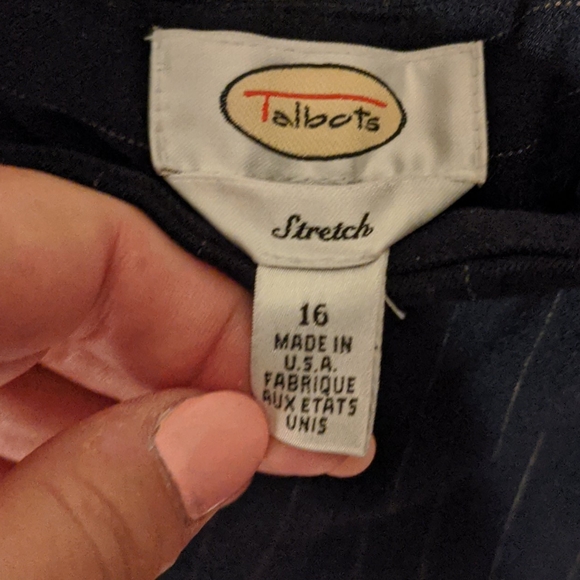 Talbots
Stretch
16
MADE IN
U.S.A.
FABRIQUE
AUX ETATS
UNIS